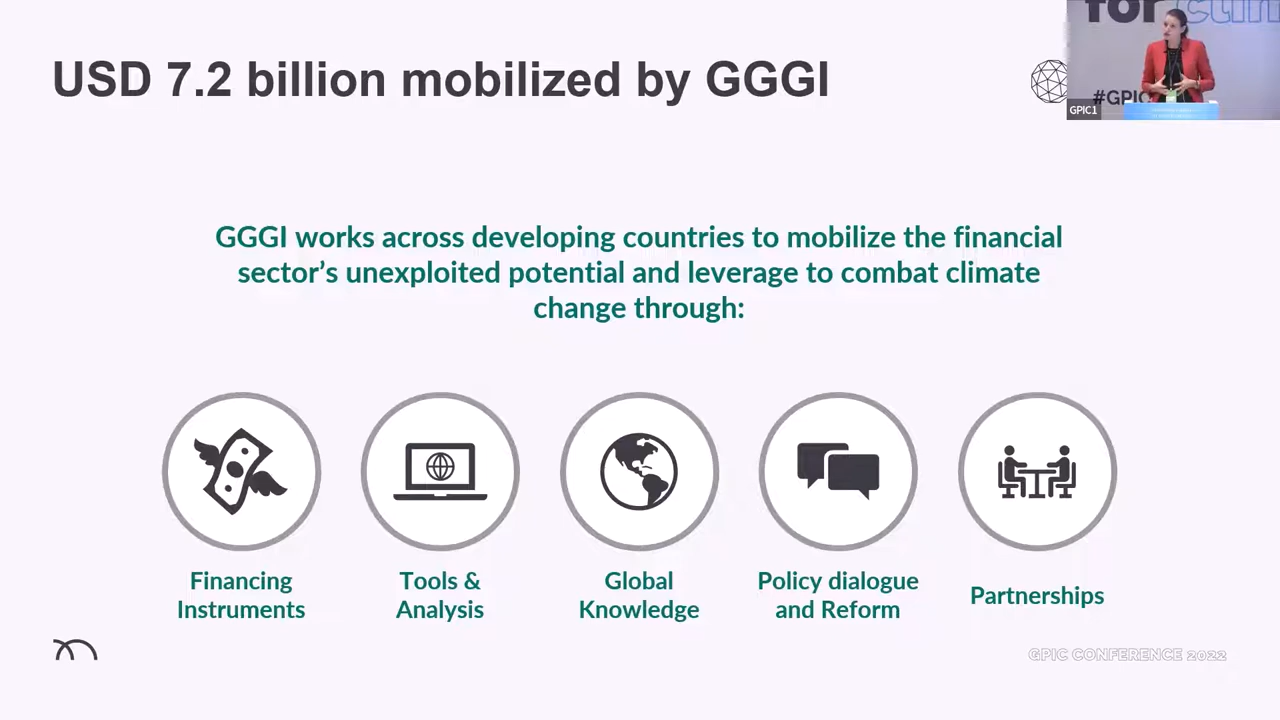 USD 7.2 billion mobilized by GGGI
for clim
#GPIC
GPIC1
GGGI works across developing countries to mobilize the financial
sector’s unexploited potential and leverage to combat climate
change through:
Financing
Instruments
Tools &
Analysis
Global
Knowledge
Policy dialogue
and Reform
Partnerships
GPIC CONFERENCE 2022